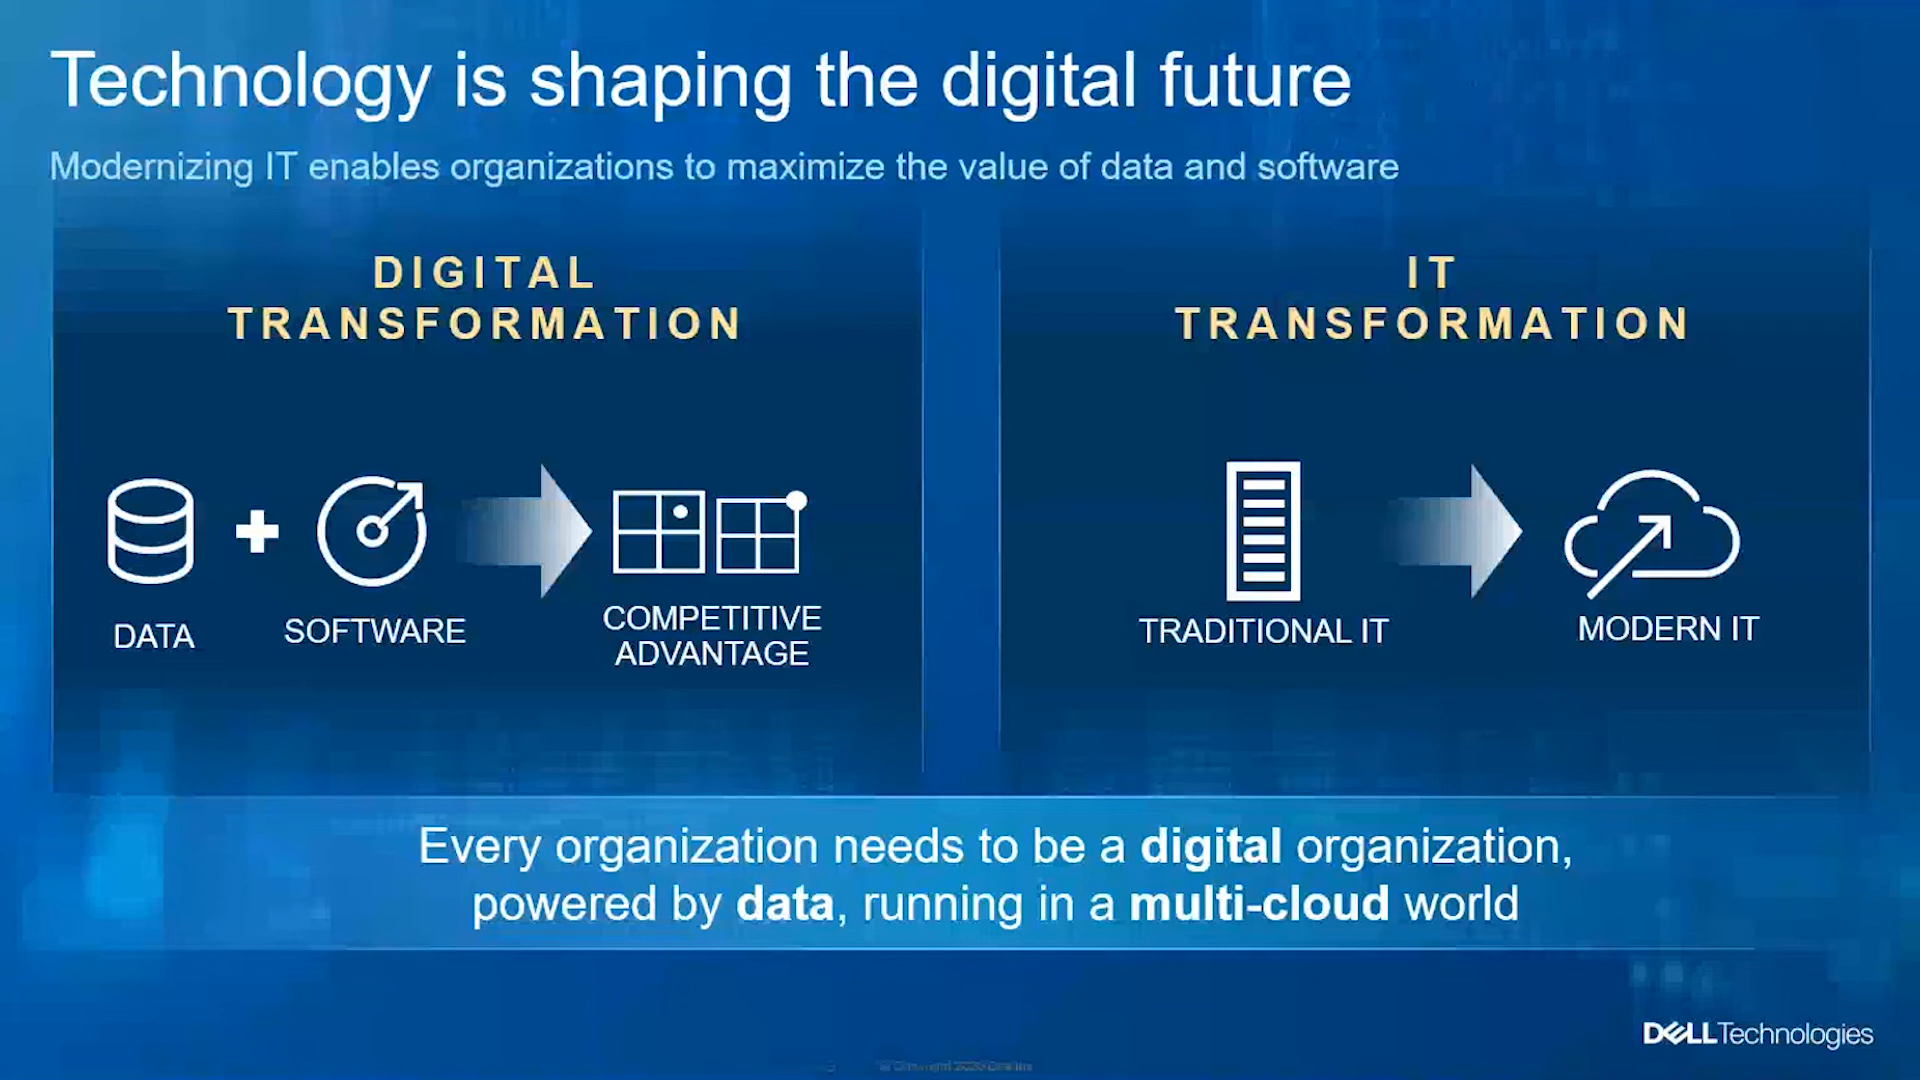 Technology is shaping the digital future
Modernizing IT enables organizations to maximize the value of data and software
DIGITAL
TRANSFORMATION
DATA
SOFTWARE
COMPETITIVE
ADVANTAGE
IT
TRANSFORMATION
TRADITIONAL IT
MODERN IT
Every organization needs to be a digital organization,
powered by data, running in a multi-cloud world
DELL Technologies